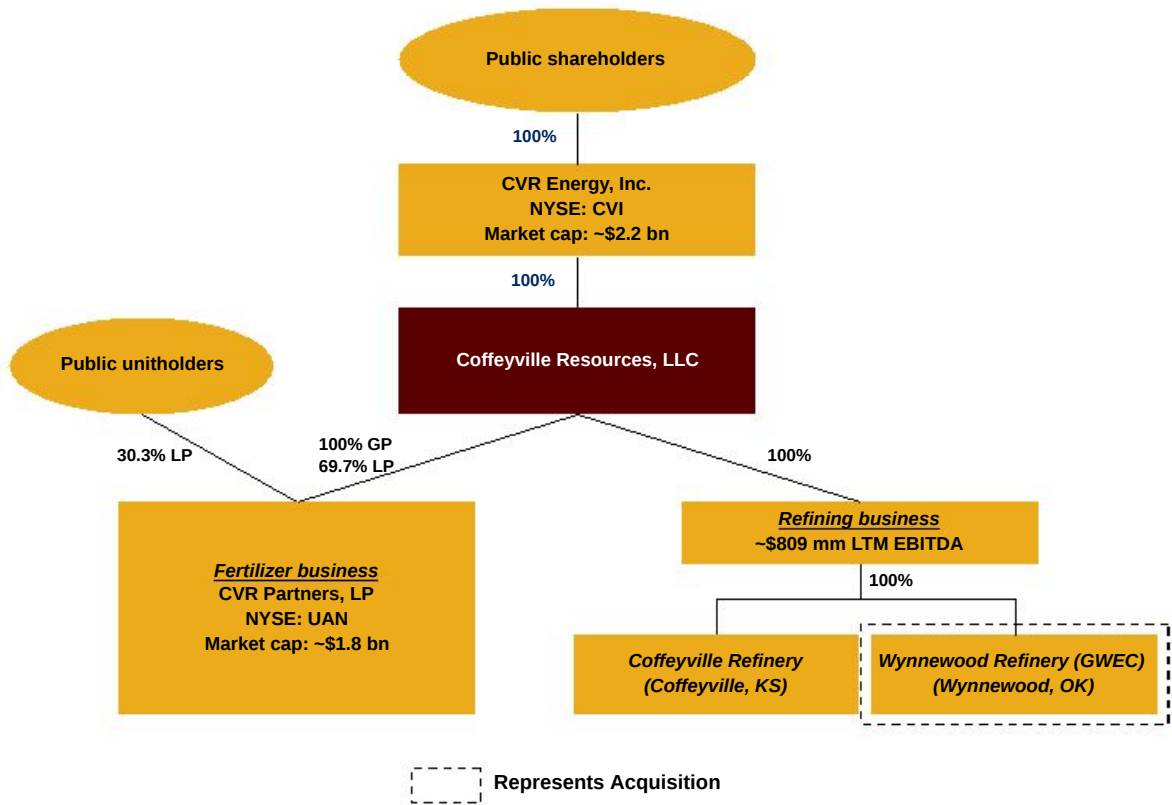 Public shareholders
100%
CVR Energy, Inc.
NYSE: CVI
Market cap: ~$2.2 bn
100%
Coffeyville Resources, LLC
Public unitholders
30.3% LP
100% GP
69.7% LP
100%
Fertilizer business
CVR Partners, LP
NYSE: UAN
Market cap: ~$1.8 bn
Refining business
~$809 mm LTM EBITDA
100%
Coffeyville Refinery
(Coffeyville, KS)
Wynnewood Refinery (GWEC)
(Wynnewood, OK)
Represents Acquisition